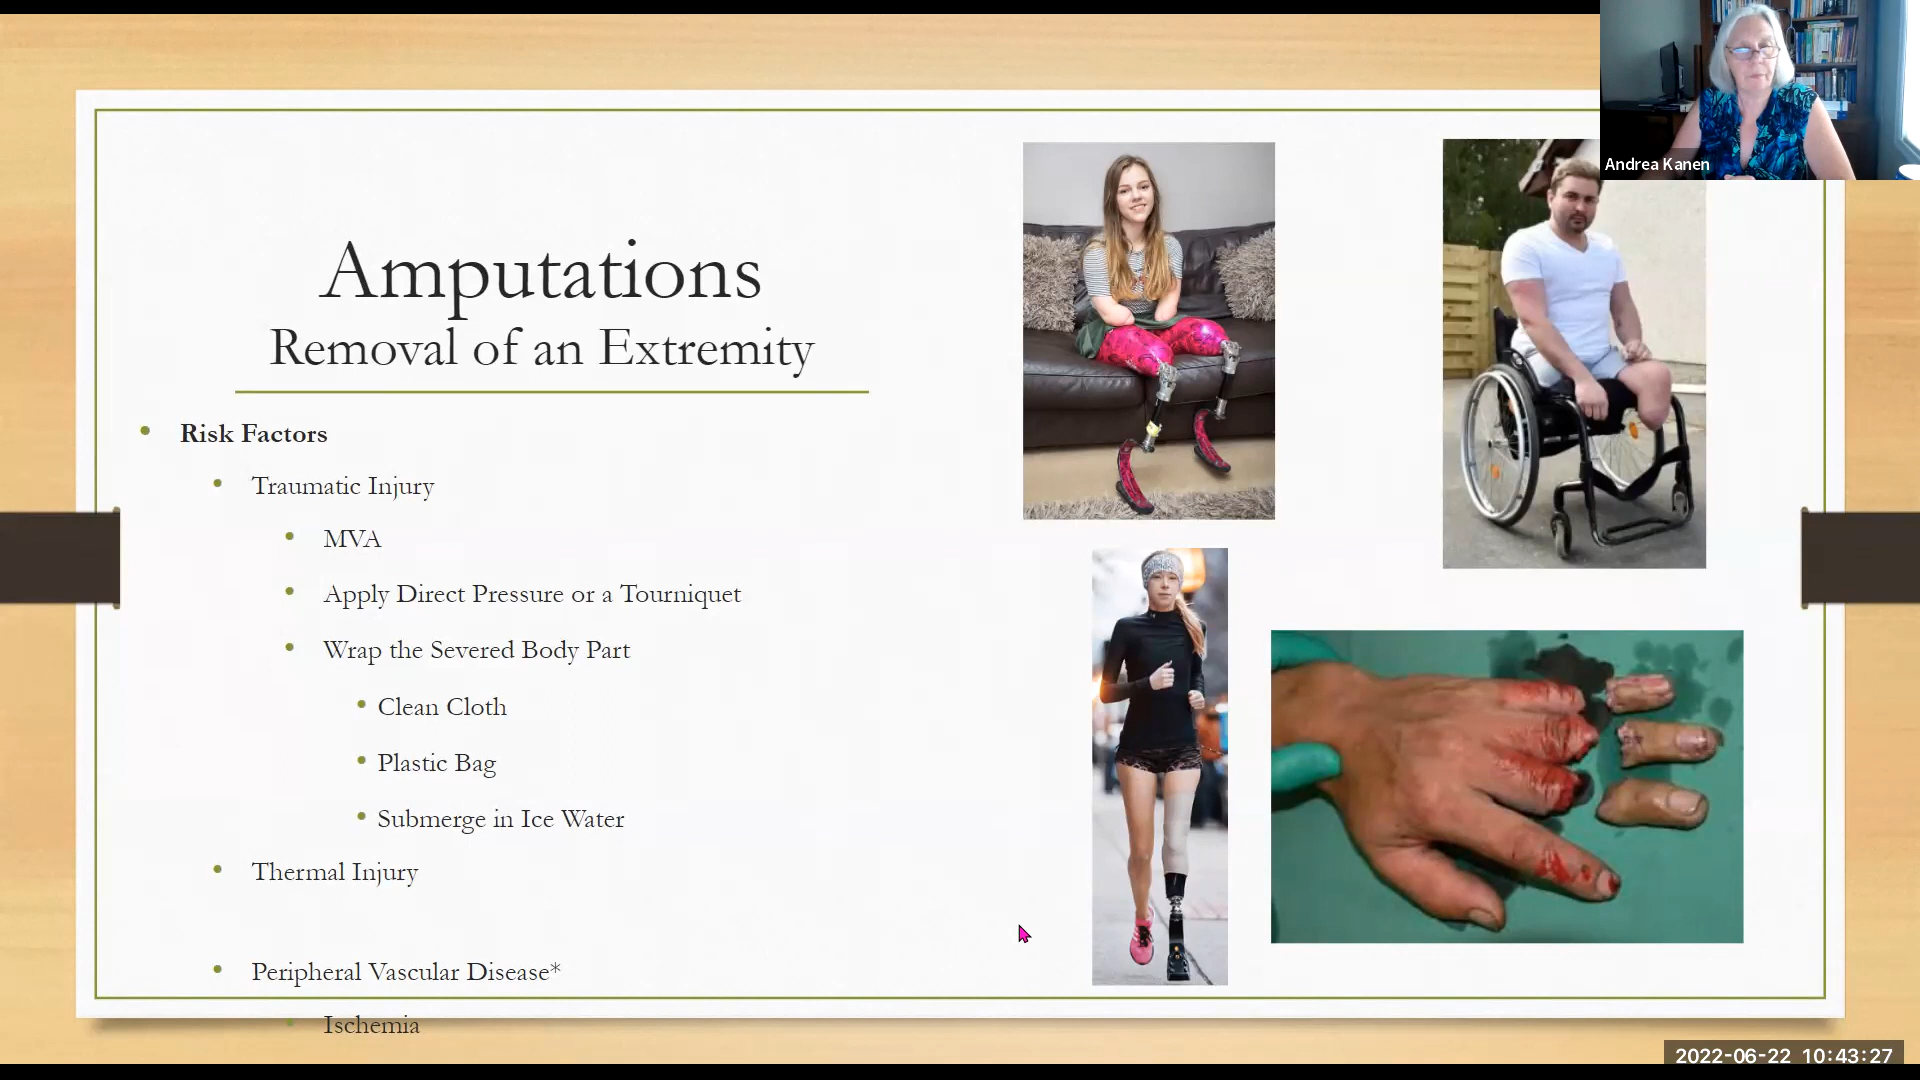 Andrea Kanen
Amputations
Removal of an Extremity
Risk Factors
Traumatic Injury
MVA
Apply Direct Pressure or a Tourniquet
Wrap the Severed Body Part
Clean Cloth
Plastic Bag
Submerge in Ice Water
Thermal Injury
Peripheral Vascular Disease*
Ischemia
2022-06-22 10:43:27